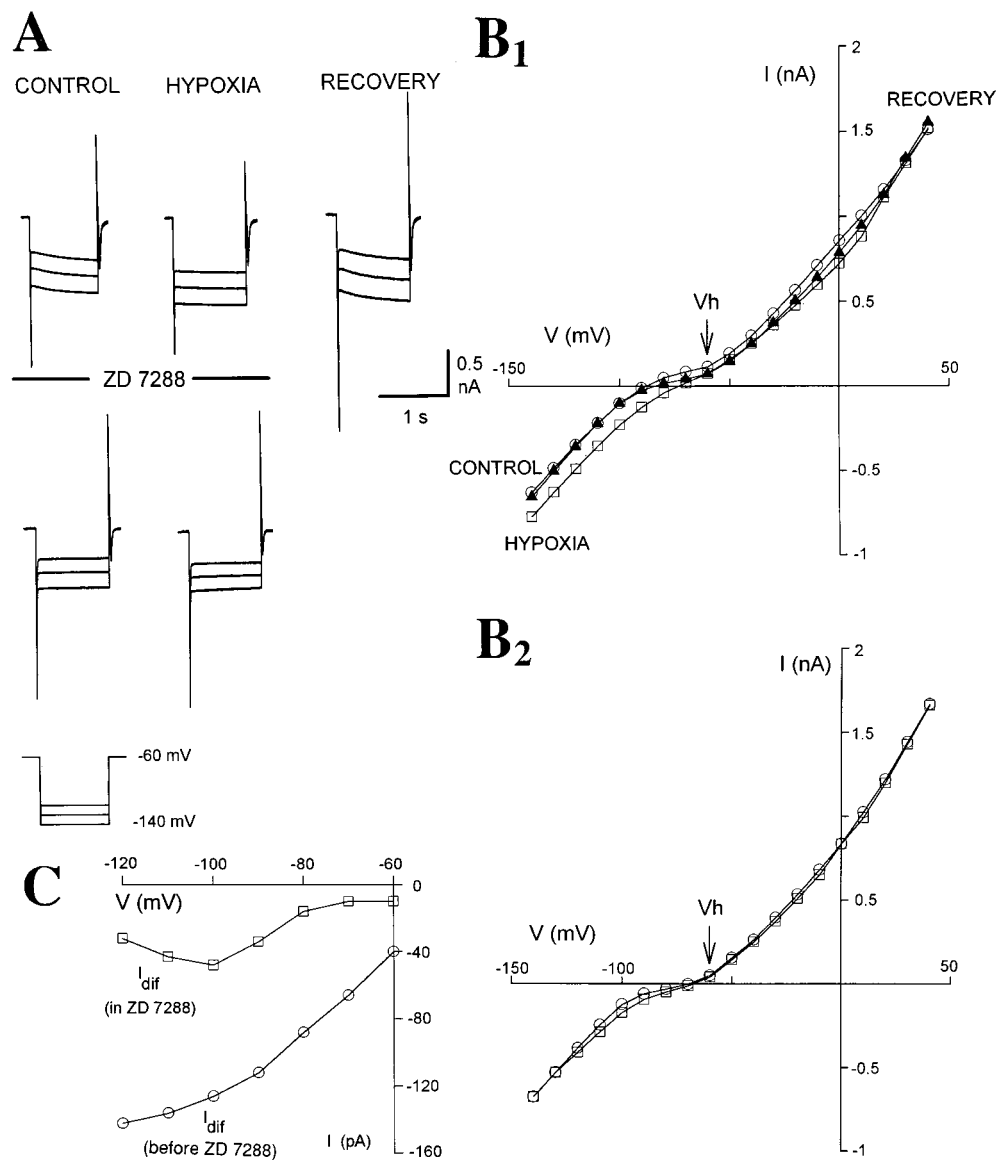 A
CONTROL HYPOXIA RECOVERY
ZD 7288
0.5
nA
1 s
-60 mV
-140 mV
B1
I (nA)
2
RECOVERY
1.5
0.5
Vh
V (mV)
-150
50
CONTROL
-0.5
HYPOXIA
-1
B2
I (nA)
2
1.5
0.5
Vh
V (mV)
-150
-100
50
-0.5
-1
C
-120 -100 -80 -60
V (mV)
0
-40
-80
-120
-160
Idif
(in ZD 7288)
Idif
(before ZD 7288)
I (pA)